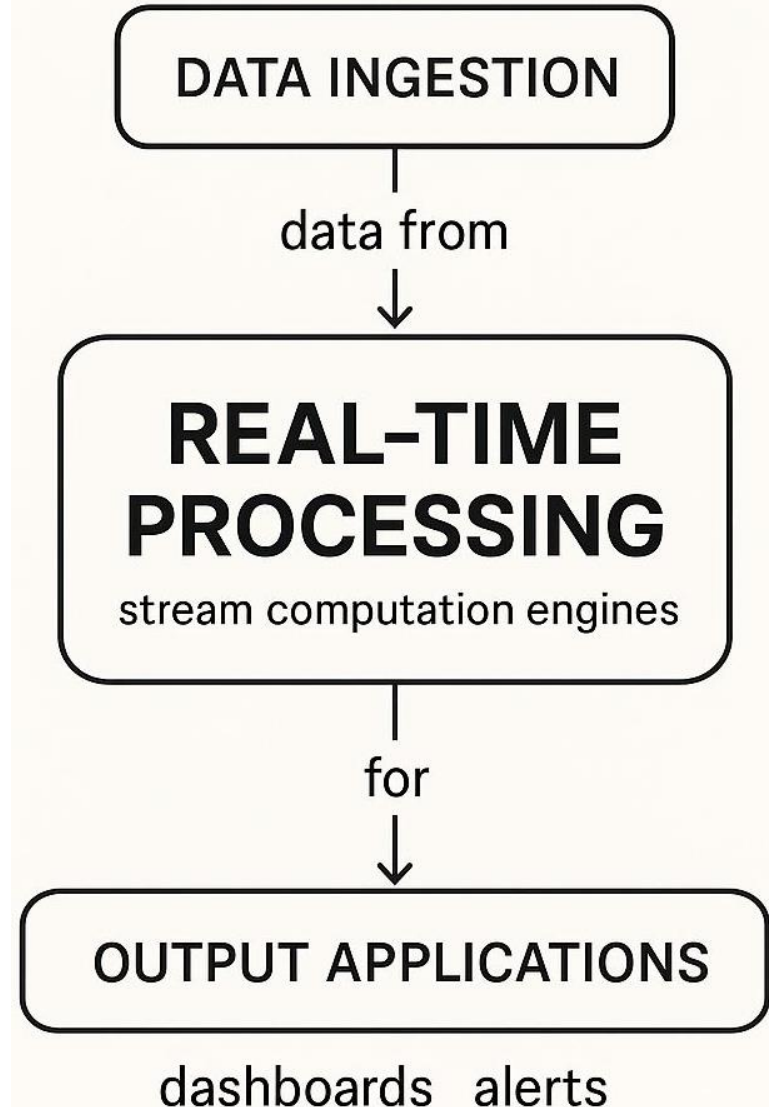 DATA INGESTION
data from
REAL-TIME
PROCESSING
stream computation engines
for
OUTPUT APPLICATIONS
dashboards alerts